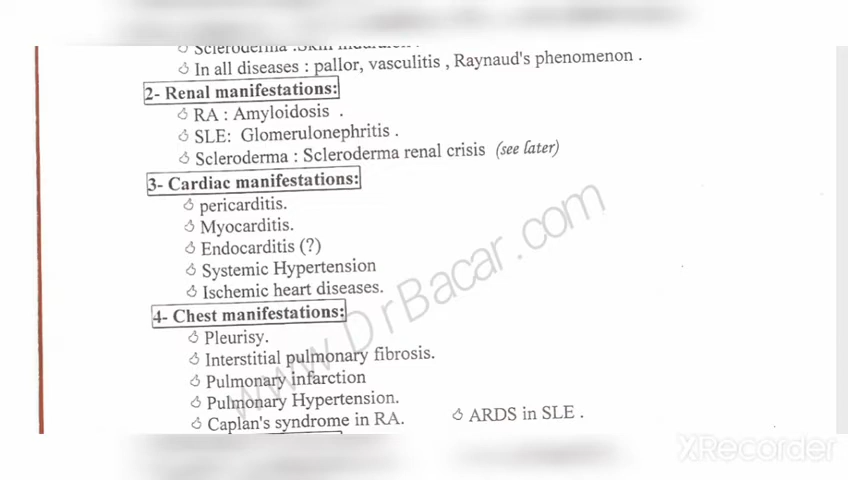 In all diseases : pallor, vasculitis , Raynaud's phenomenon .
2- Renal manifestations:
RA : Amyloidosis .
SLE: Glomerulonephritis .
Scleroderma : Scleroderma renal crisis (see later)
3- Cardiac manifestations:
pericarditis.
Myocarditis.
Endocarditis (?)
Systemic Hypertension
Ischemic heart diseases.
4- Chest manifestations:
Pleurisy.
Interstitial pulmonary fibrosis.
Pulmonary infarction
Pulmonary Hypertension.
Caplan's syndrome in RA. ARDS in SLE .
www.DrBacar.com
XRecorder